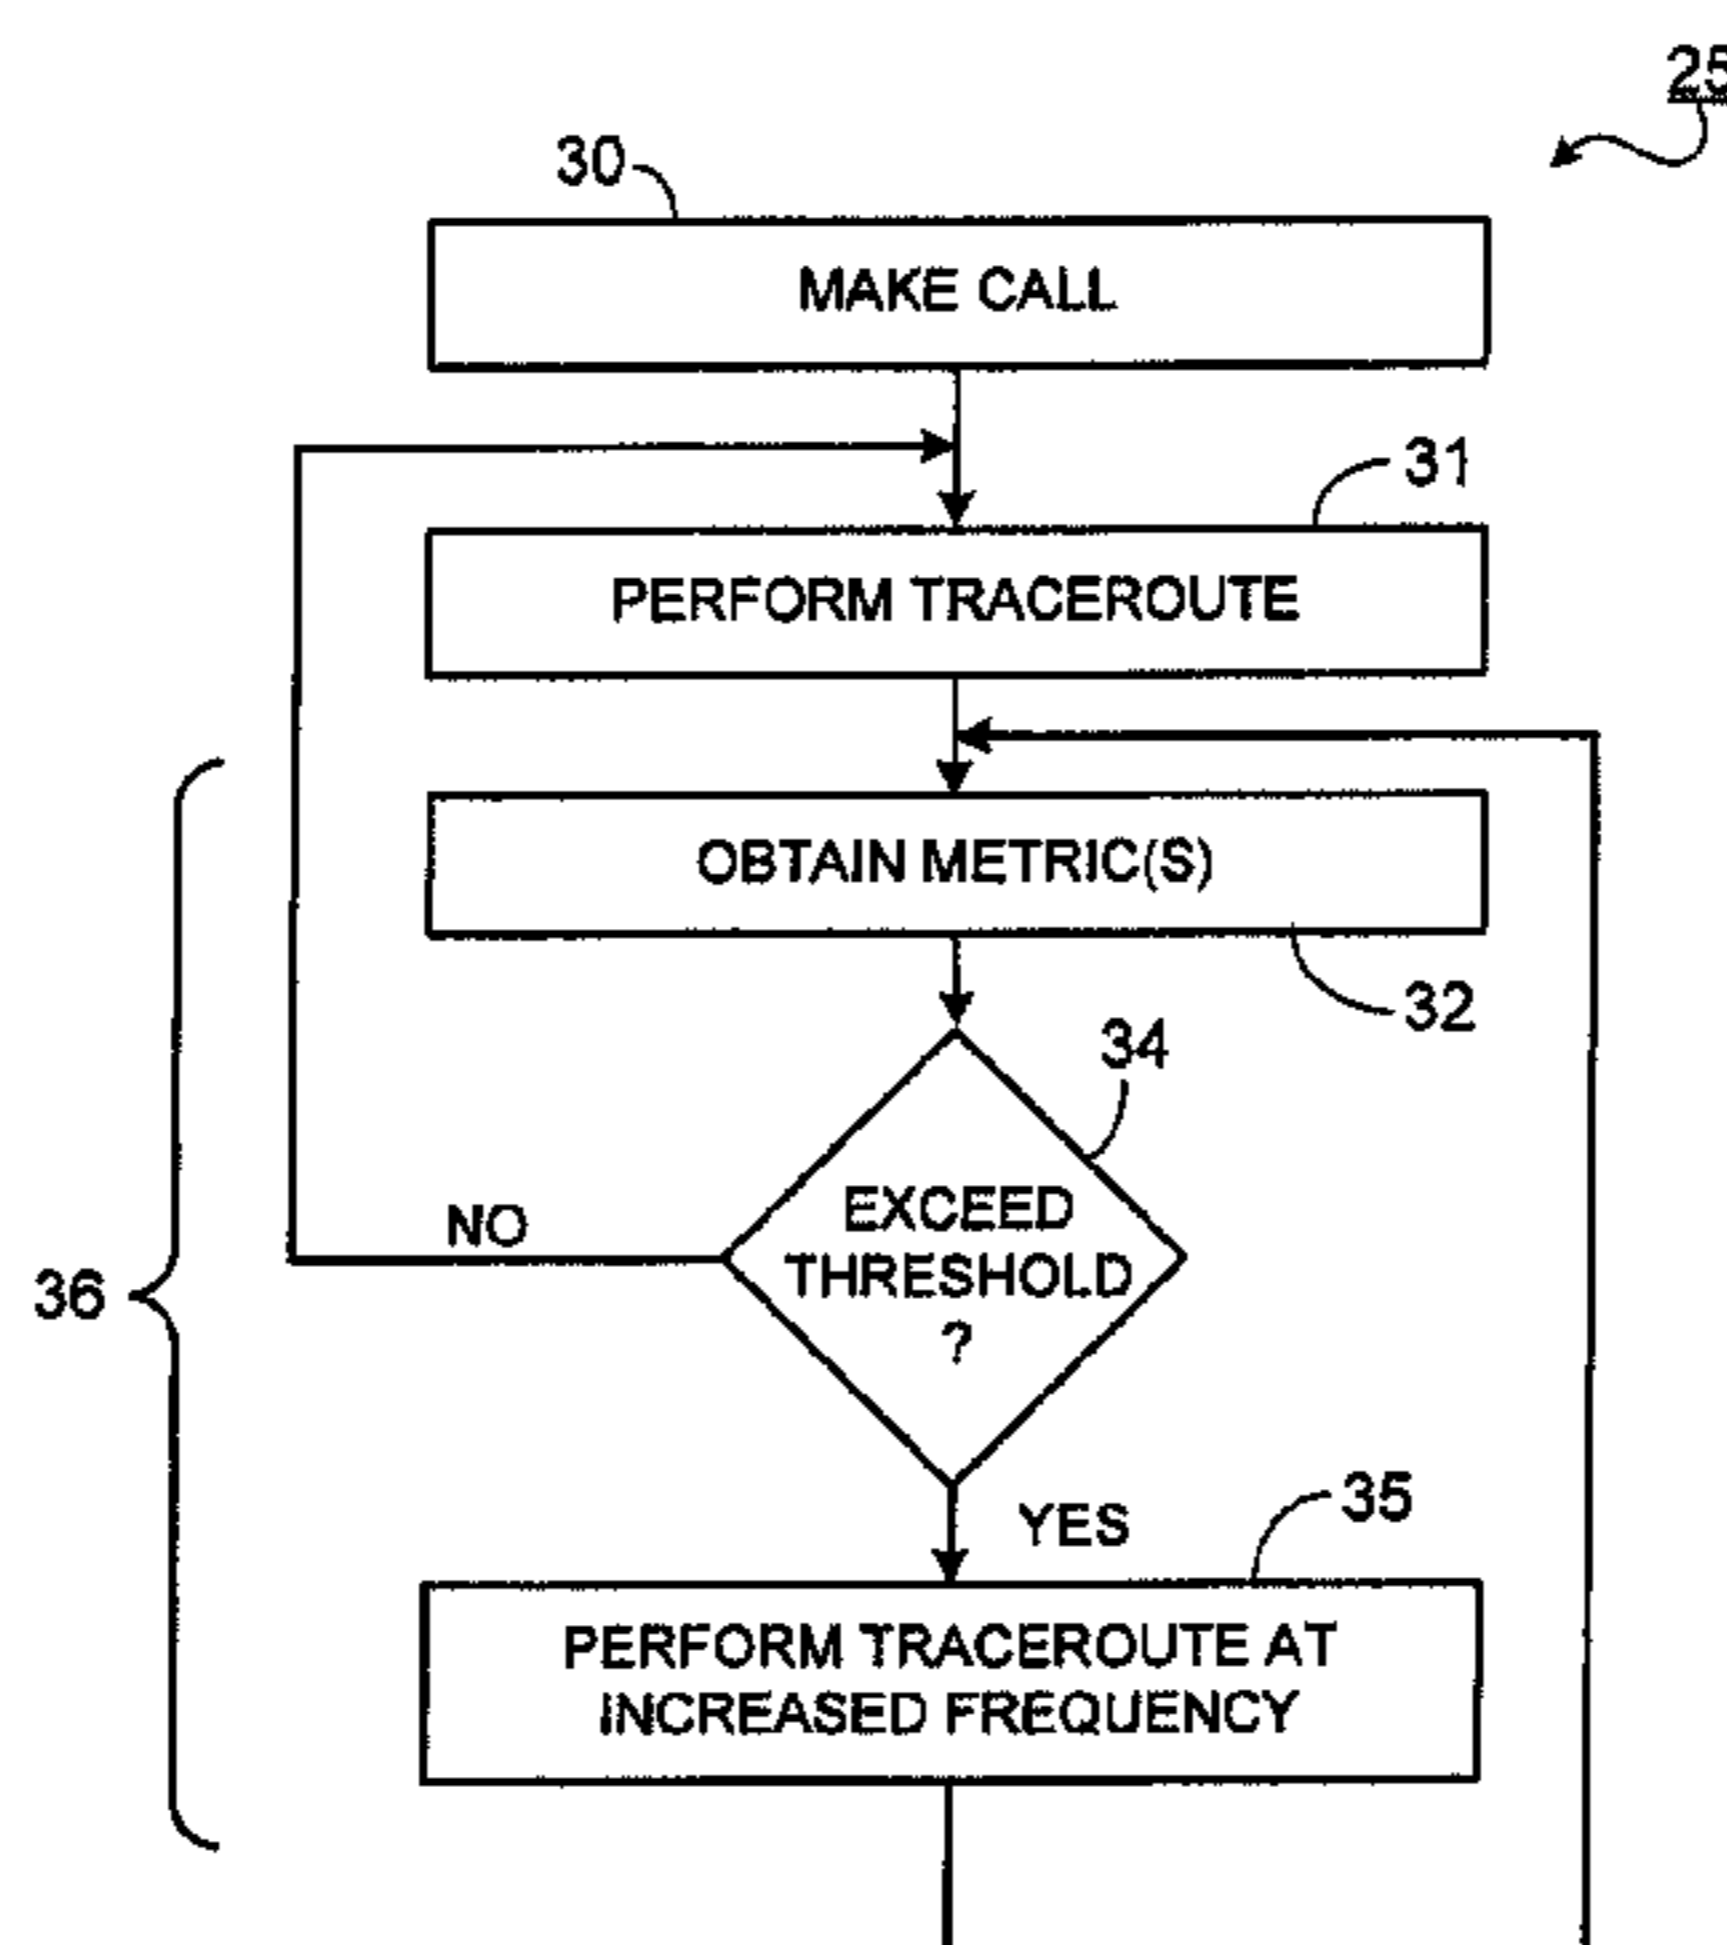 25
30
MAKE CALL
31
PERFORM TRACEROUTE
OBTAIN METRIC(S)
32
34
EXCEED
THRESHOLD
?
NO
36
YES
35
PERFORM TRACEROUTE AT
INCREASED FREQUENCY